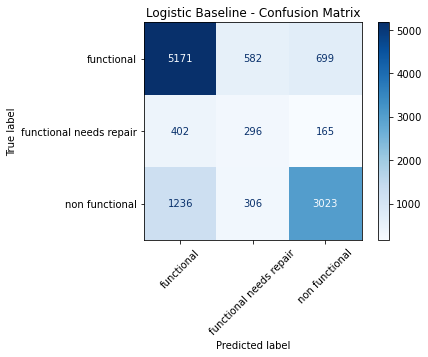 Logistic Baseline - Confusion Matrix
True label
functional
5171 582 699
functional needs repair
402 296 165
non functional
1236 306 3023
functional
functional needs repair
non functional
Predicted label
5000
4000
3000
2000
1000